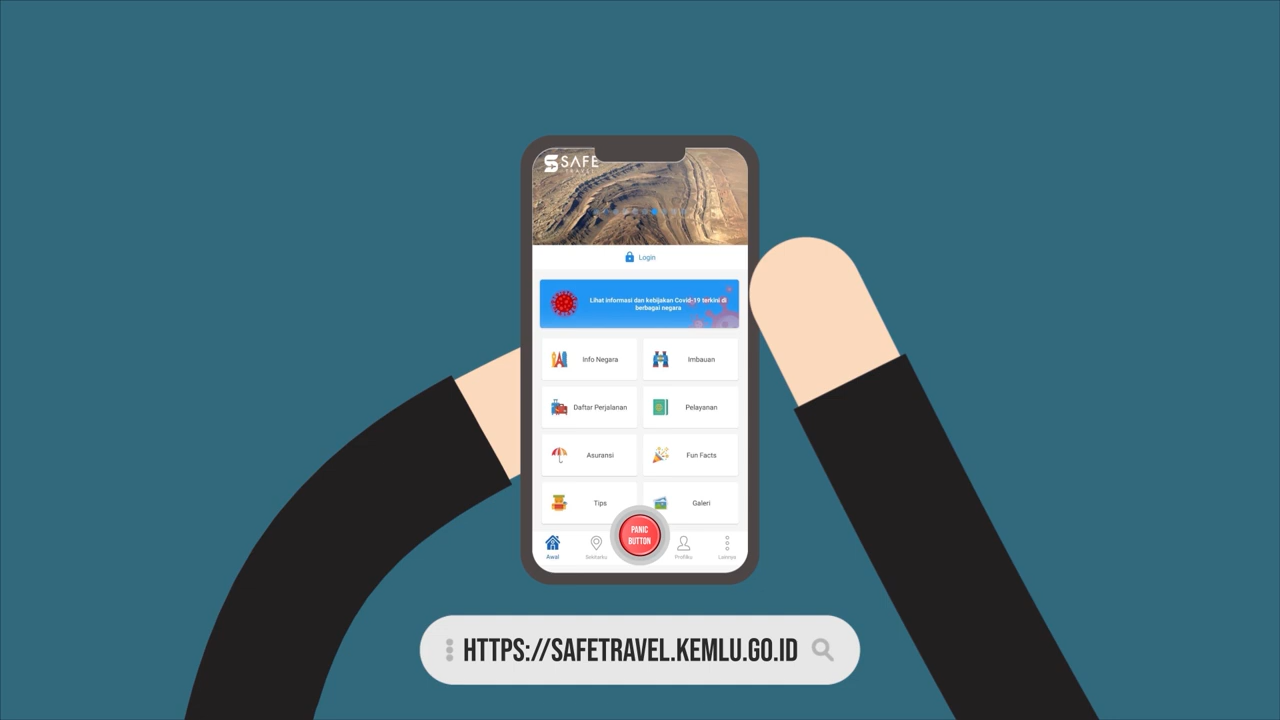 SAFE
TRAVEL
Login
Lihat informasi dan kebijakan Covid-19 terkini di
berbagai negara
Info Negara
Imbauan
Daftar Perjalanan
Pelayanan
Asuransi
Fun Facts
Tips
Galeri
PANIC
BUTTON
Awal
Sekitarku
Profilku
Lainnya
HTTPS://SAFETRAVEL.KEMLU.GO.ID